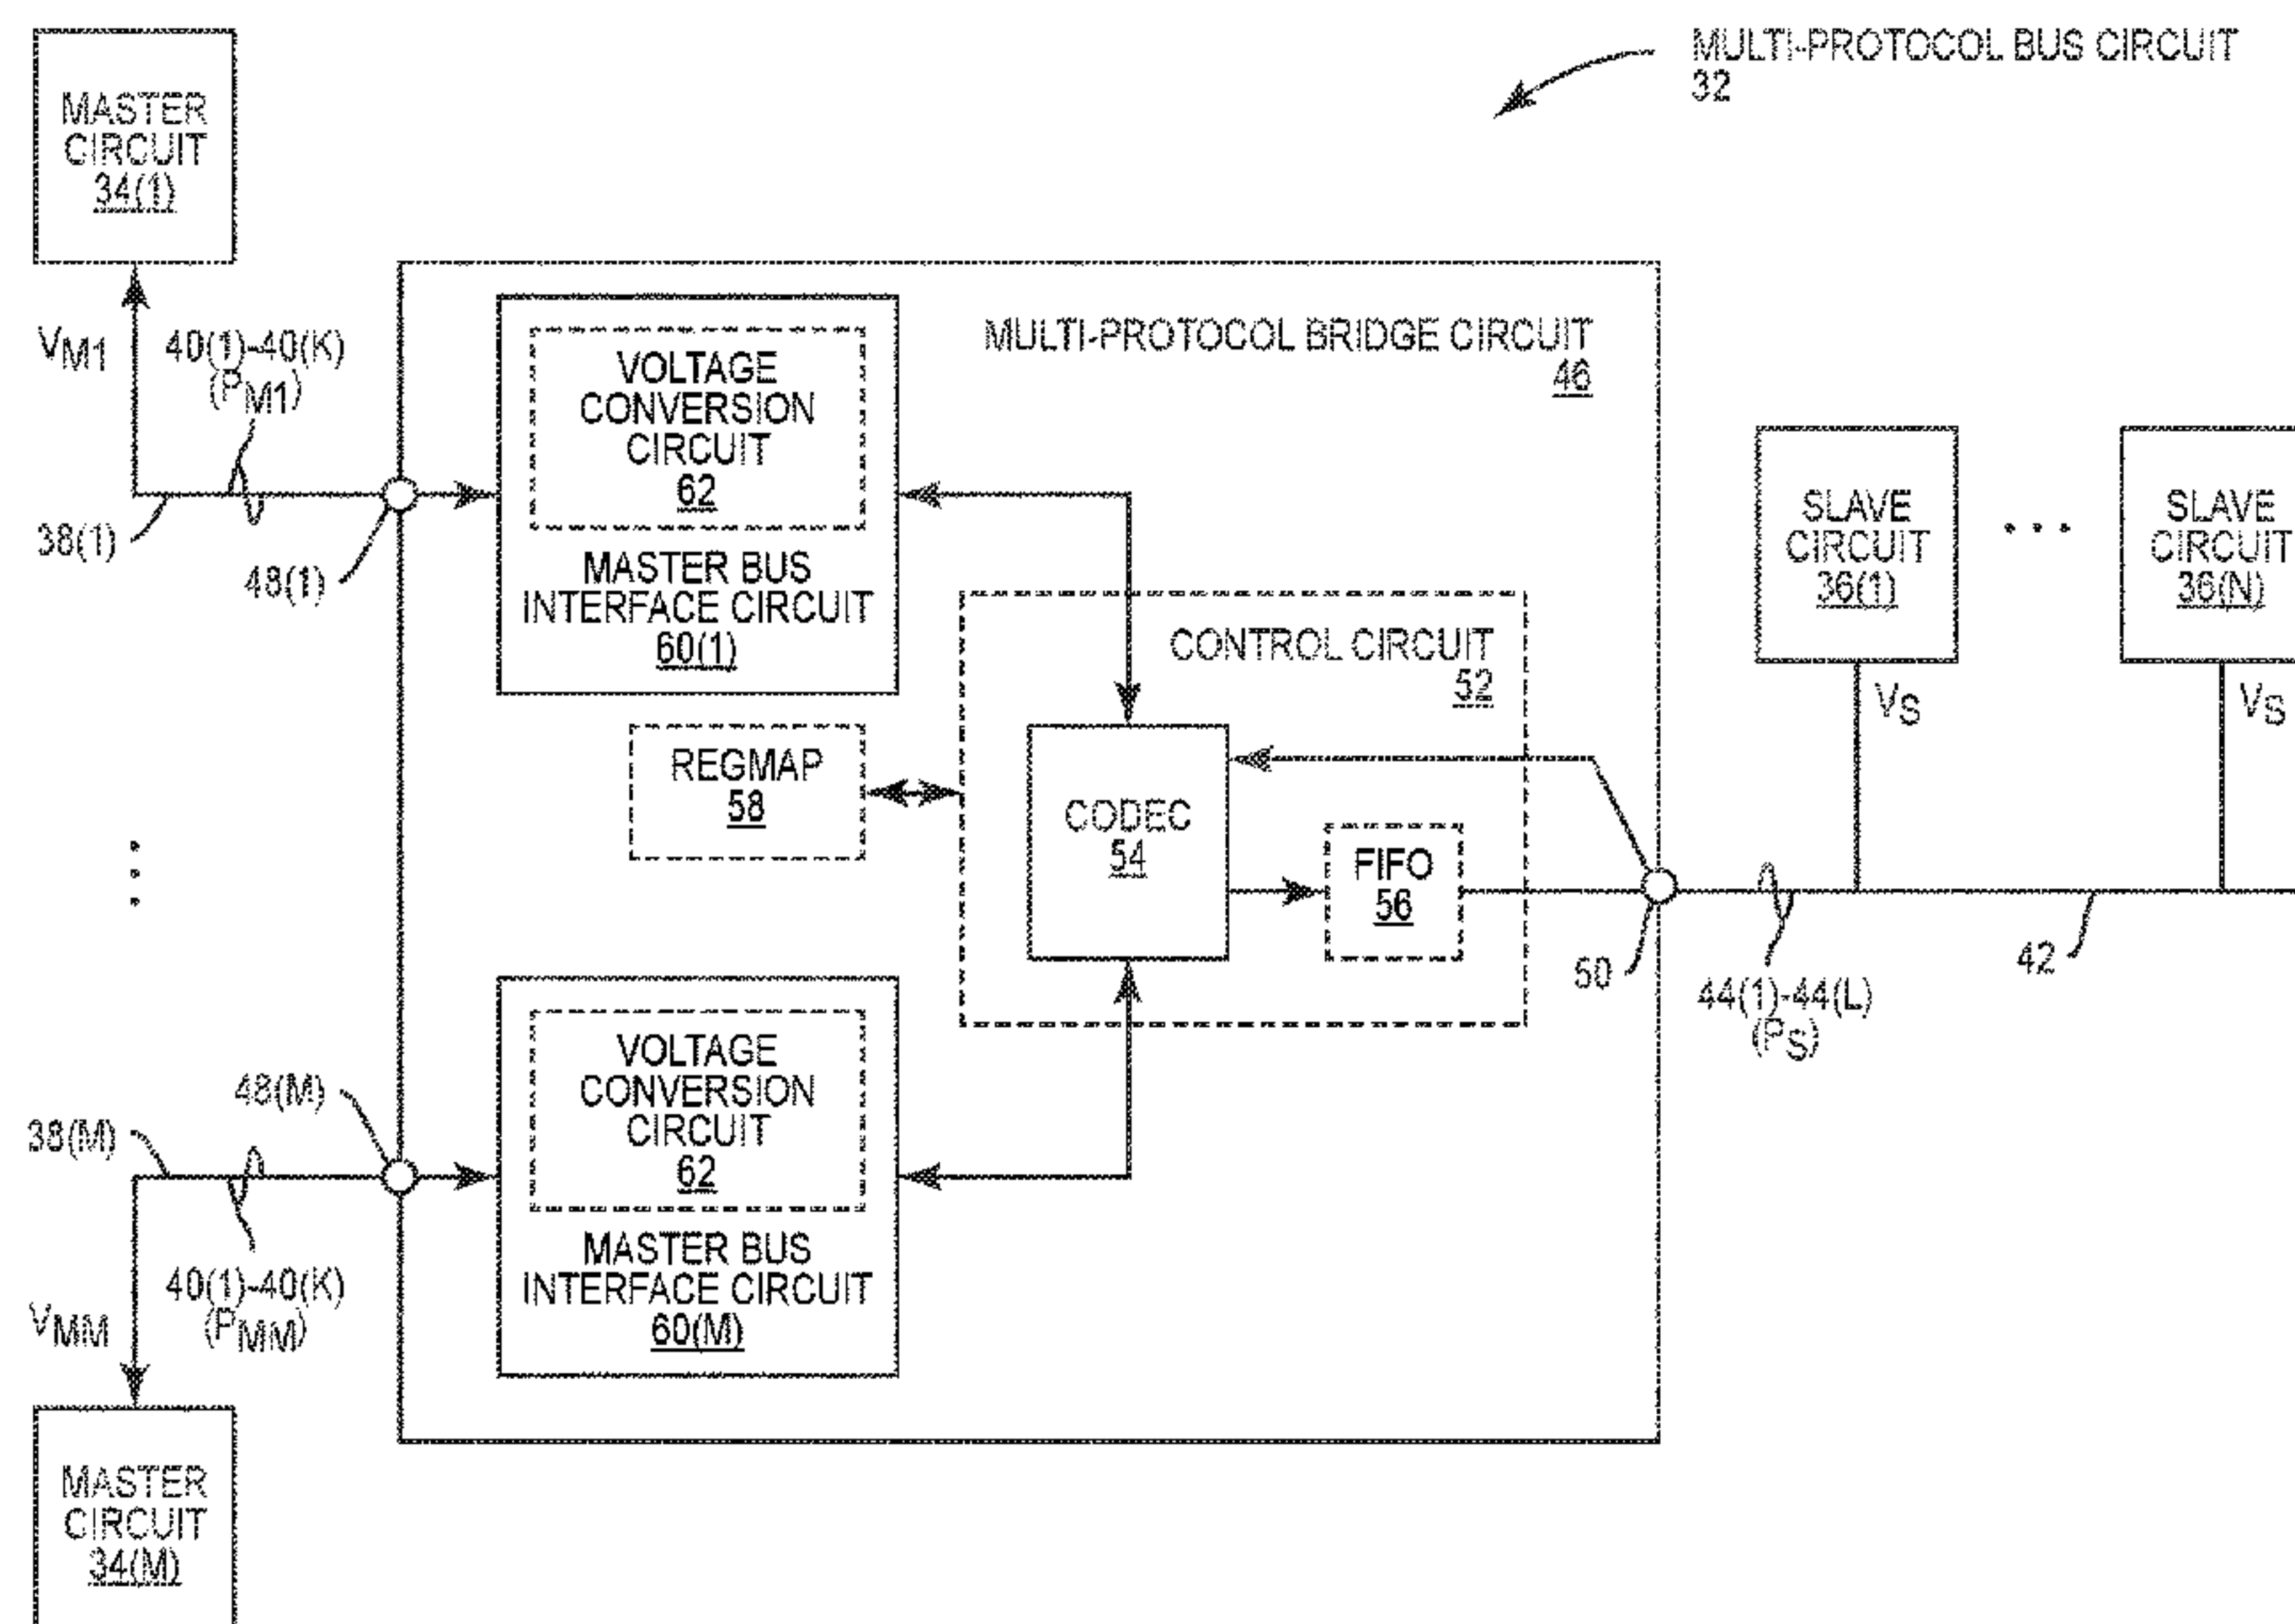 MULTI-PROTOCOL BUS CIRCUIT
32
MASTER
CIRCUIT
34(1)
VM1
40(1)-40(K)
(PM1)
38(1)
48(1)
VOLTAGE
CONVERSION
CIRCUIT
62
MASTER BUS
INTERFACE CIRCUIT
60(1)
MULTI-PROTOCOL BRIDGE CIRCUIT
46
SLAVE
CIRCUIT
36(1)
• • •
SLAVE
CIRCUIT
36(N)
VS
VS
CONTROL CIRCUIT
52
REGMAP
58
CODEC
54
FIFO
56
50
44(1)-44(L)
(PS)
42
48(M)
38(M)
40(1)-40(K)
(PMM)
VMM
VOLTAGE
CONVERSION
CIRCUIT
62
MASTER BUS
INTERFACE CIRCUIT
60(M)
MASTER
CIRCUIT
34(M)